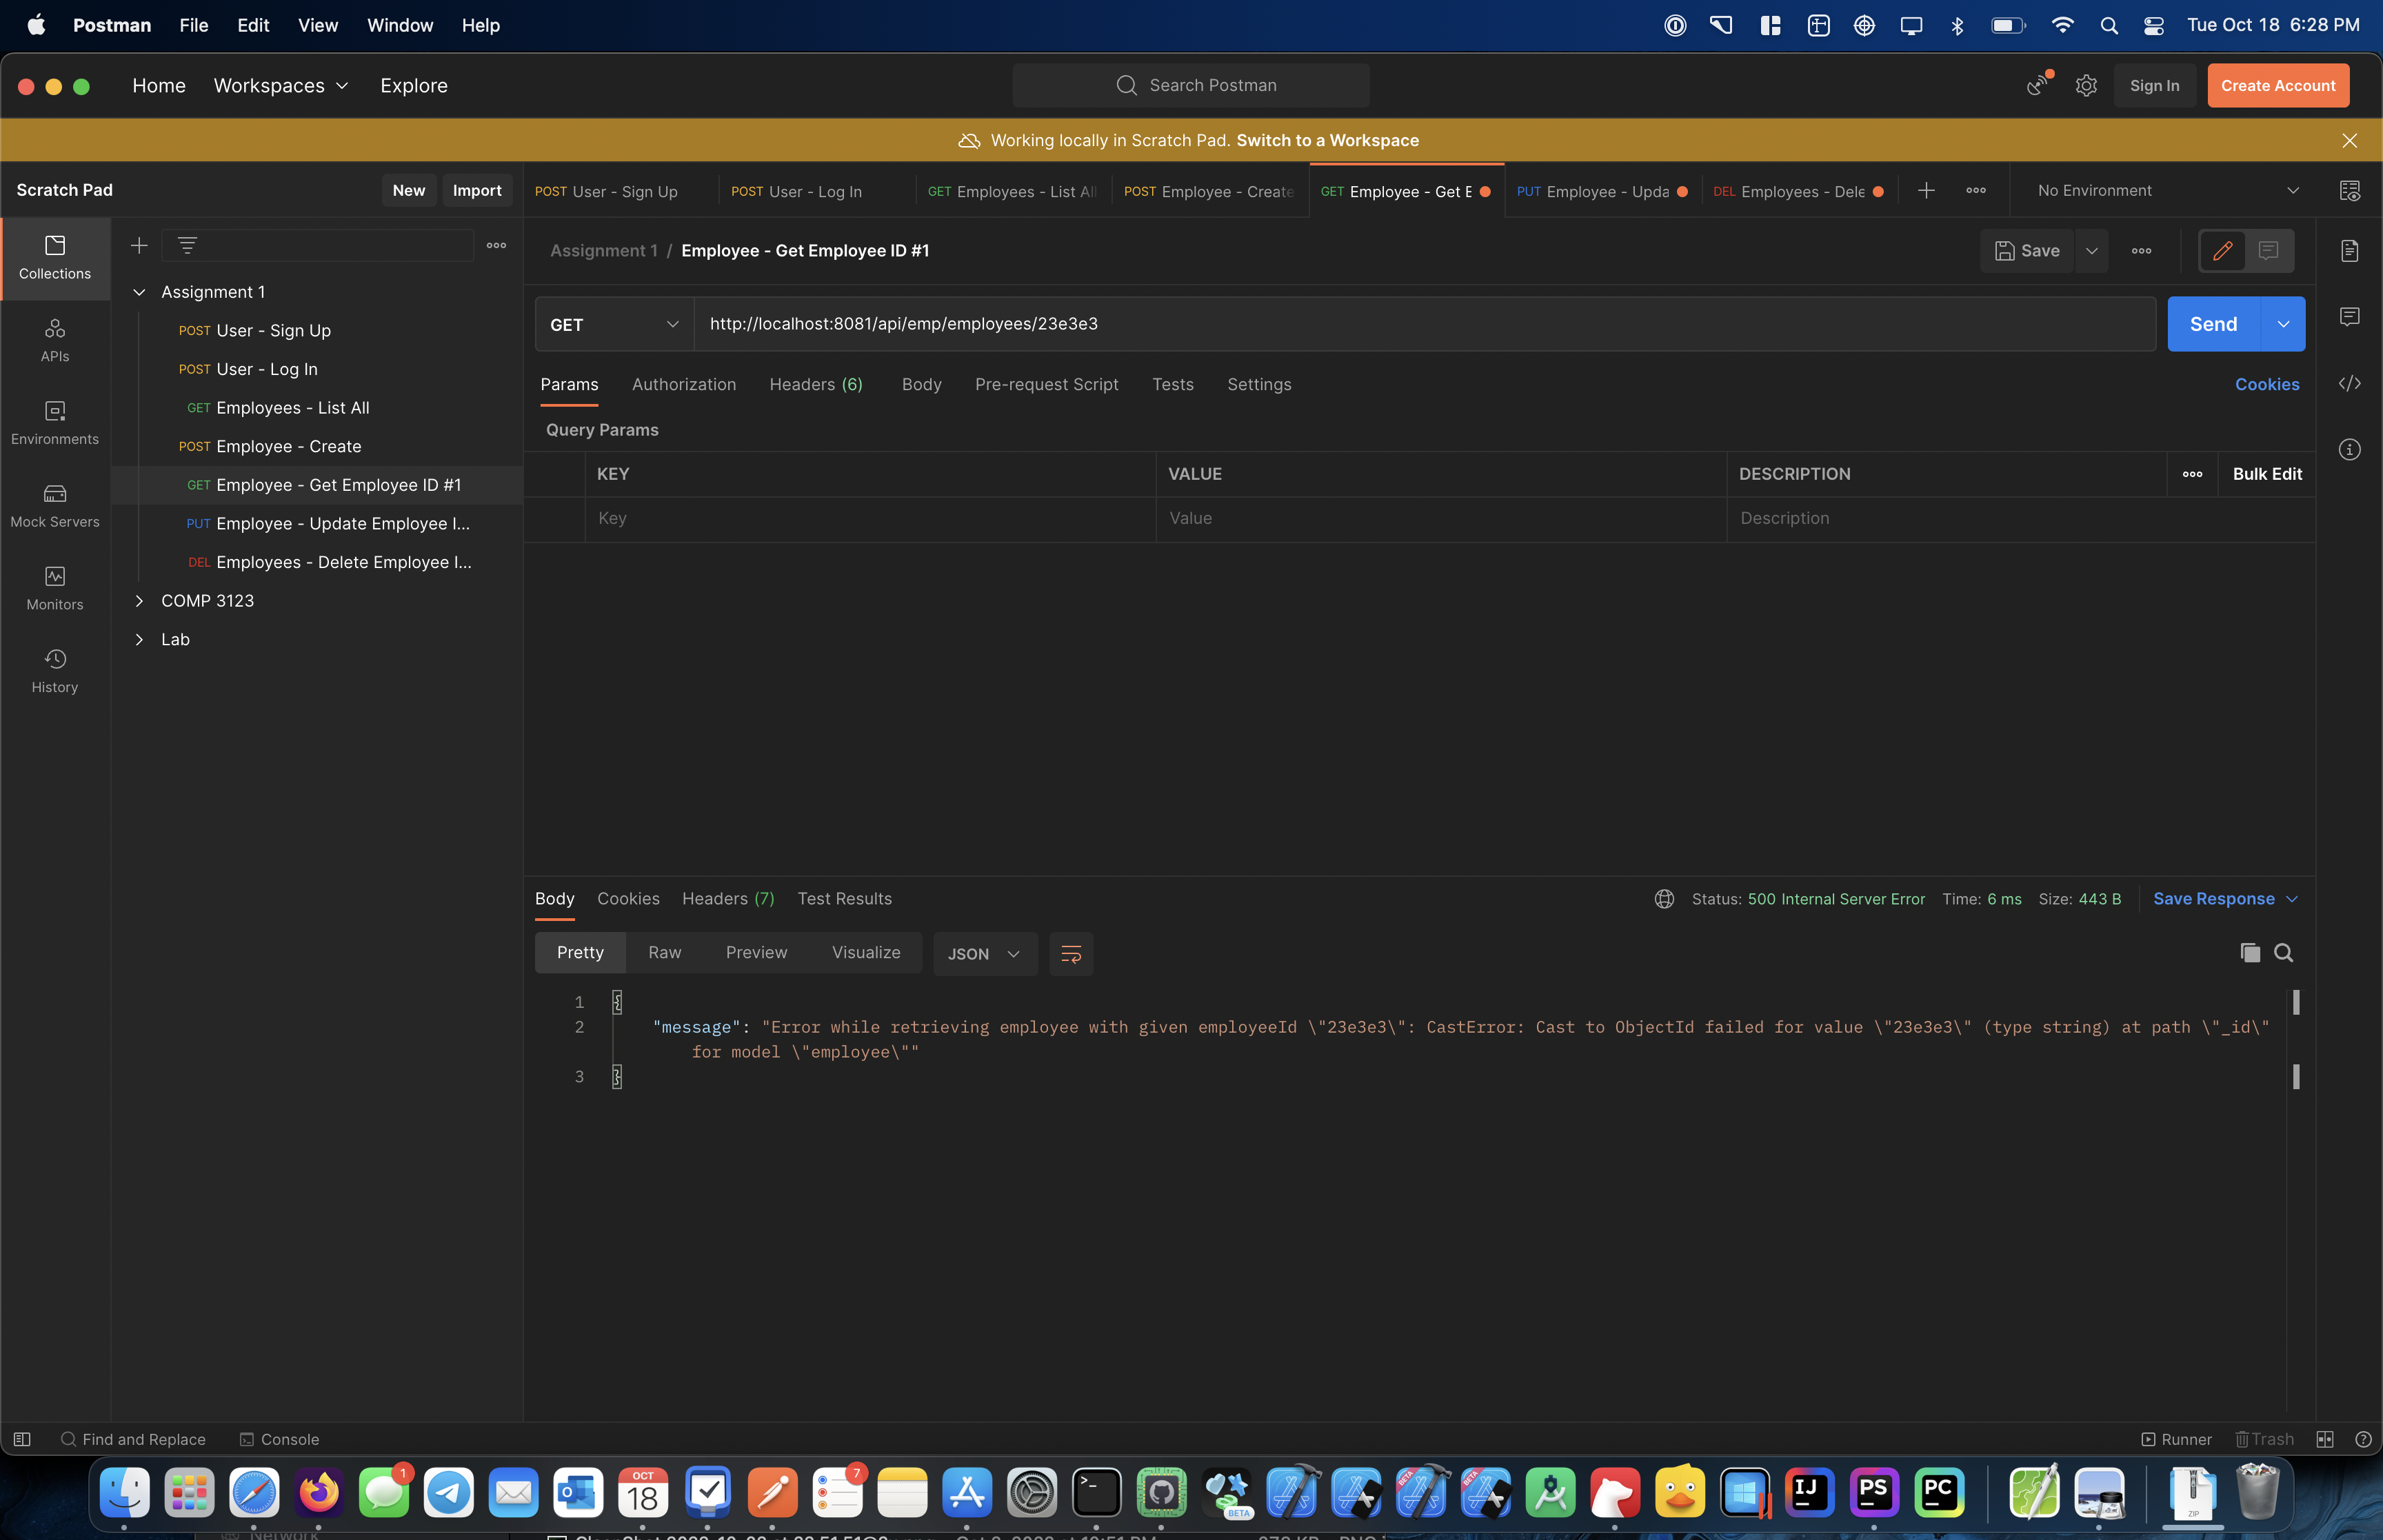 Postman File Edit View Window Help Tue Oct 18 6:28 PM
Home Workspaces Explore Search Postman Sign In Create Account
Working locally in Scratch Pad. Switch to a Workspace
Scratch Pad New Import
POST User - Sign Up POST User - Log In GET Employees - List All POST Employee - Create GET Employee - Get E PUT Employee - Upda DEL Employees - Dele No Environment
Collections
APIs
Environments
Mock Servers
Monitors
History
Assignment 1
POST User - Sign Up
POST User - Log In
GET Employees - List All
POST Employee - Create
GET Employee - Get Employee ID #1
PUT Employee - Update Employee I...
DEL Employees - Delete Employee I...
COMP 3123
Lab
Assignment 1 / Employee - Get Employee ID #1 Save
GET http://localhost:8081/api/emp/employees/23e3e3 Send
Params Authorization Headers (6) Body Pre-request Script Tests Settings Cookies
Query Params
KEY VALUE DESCRIPTION Bulk Edit
Key Value Description
Body Cookies Headers (7) Test Results Status: 500 Internal Server Error Time: 6 ms Size: 443 B Save Response
Pretty Raw Preview Visualize JSON
1 {
2 "message": "Error while retrieving employee with given employeeId \"23e3e3\": CastError: Cast to ObjectId failed for value \"23e3e3\" (type string) at path \"_id\"
for model \"employee\""
3 }
Find and Replace Console Runner Trash
1 OCT 18 7 >_ BETA BETA BETA IJ PS PC ZIP